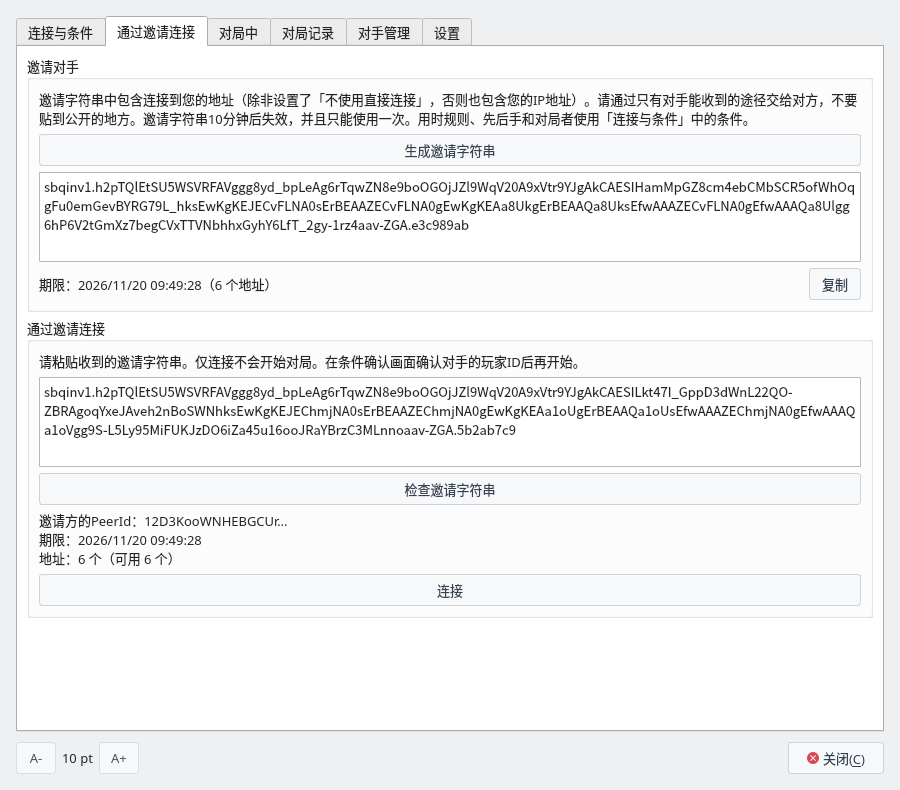 连接与条件 通过邀请连接 对局中 对局记录 对手管理 设置
邀请对手
邀请字符串中包含连接到您的地址（除非设置了「不使用直接连接」，否则也包含您的IP地址）。请通过只有对手能收到的途径交给对方，不要
贴到公开的地方。邀请字符串10分钟后失效，并且只能使用一次。用时规则、先后手和对局者使用「连接与条件」中的条件。
生成邀请字符串
sbqinv1.h2pTQlEtSU5WSVRFAVggg8yd_bpLeAg6rTqwZN8e9boOGOjJZl9WqV20A9xVtr9YJgAkCAESIHamMpGZ8cm4ebCMbSCR5ofWhOq
gFu0emGevBYRG79L_hksEwKgKEJECvFLNA0sErBEAAZECvFLNA0gEwKgKEAa8UkgErBEAAQa8UksEfwAAAZECvFLNA0gEfwAAAQa8Ulgg
6hP6V2tGmXz7begCVxTTVNbhhxGyhY6LfT_2gy-1rz4aav-ZGA.e3c989ab
期限：2026/11/20 09:49:28（6 个地址）
复制
通过邀请连接
请粘贴收到的邀请字符串。仅连接不会开始对局。在条件确认画面确认对手的玩家ID后再开始。
sbqinv1.h2pTQlEtSU5WSVRFAVggg8yd_bpLeAg6rTqwZN8e9boOGOjJZl9WqV20A9xVtr9YJgAkCAESILkt47I_GppD3dWnL22QO-
ZBRAgoqYxeJAveh2nBoSWNhksEwKgKEJEChmjNA0sErBEAAZEChmjNA0gEwKgKEAa1oUgErBEAAQa1oUsEfwAAAZEChmjNA0gEfwAAAQ
a1oVgg9S-L5Ly95MiFUKJzDO6iZa45u16ooJRaYBrzC3MLnnoaav-ZGA.5b2ab7c9
检查邀请字符串
邀请方的PeerId：12D3KooWNHEBGCUr...
期限：2026/11/20 09:49:28
地址：6 个（可用 6 个）
连接
A- 10 pt A+ 关闭(C)